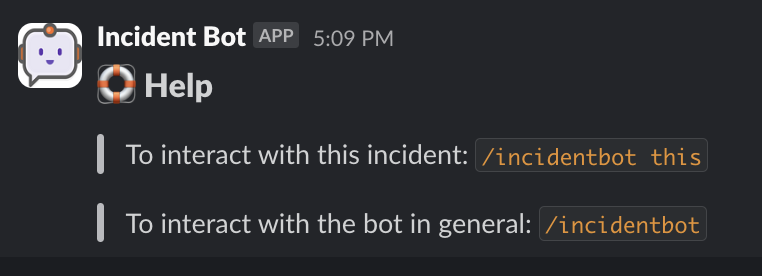 Incident Bot APP 5:09 PM
Help
To interact with this incident: /incidentbot this
To interact with the bot in general: /incidentbot